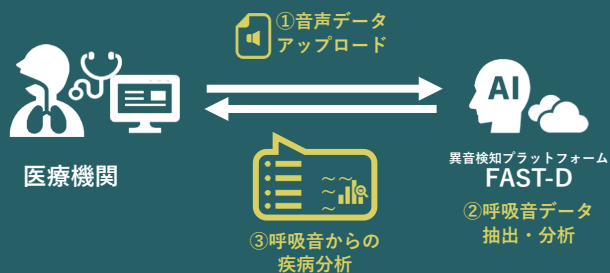 ①音声データ
アップロード
AI
医療機関
異音検知プラットフォーム
FAST-D
②呼吸音データ
抽出・分析
③呼吸音からの
疾病分析